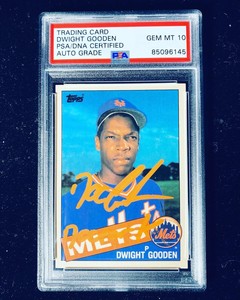 TRADING CARD
DWIGHT GOODEN
PSA/DNA CERTIFIED
AUTO GRADE
GEM MT 10
PSA
85096145
Topps
METS
Mets
P
DWIGHT GOODEN